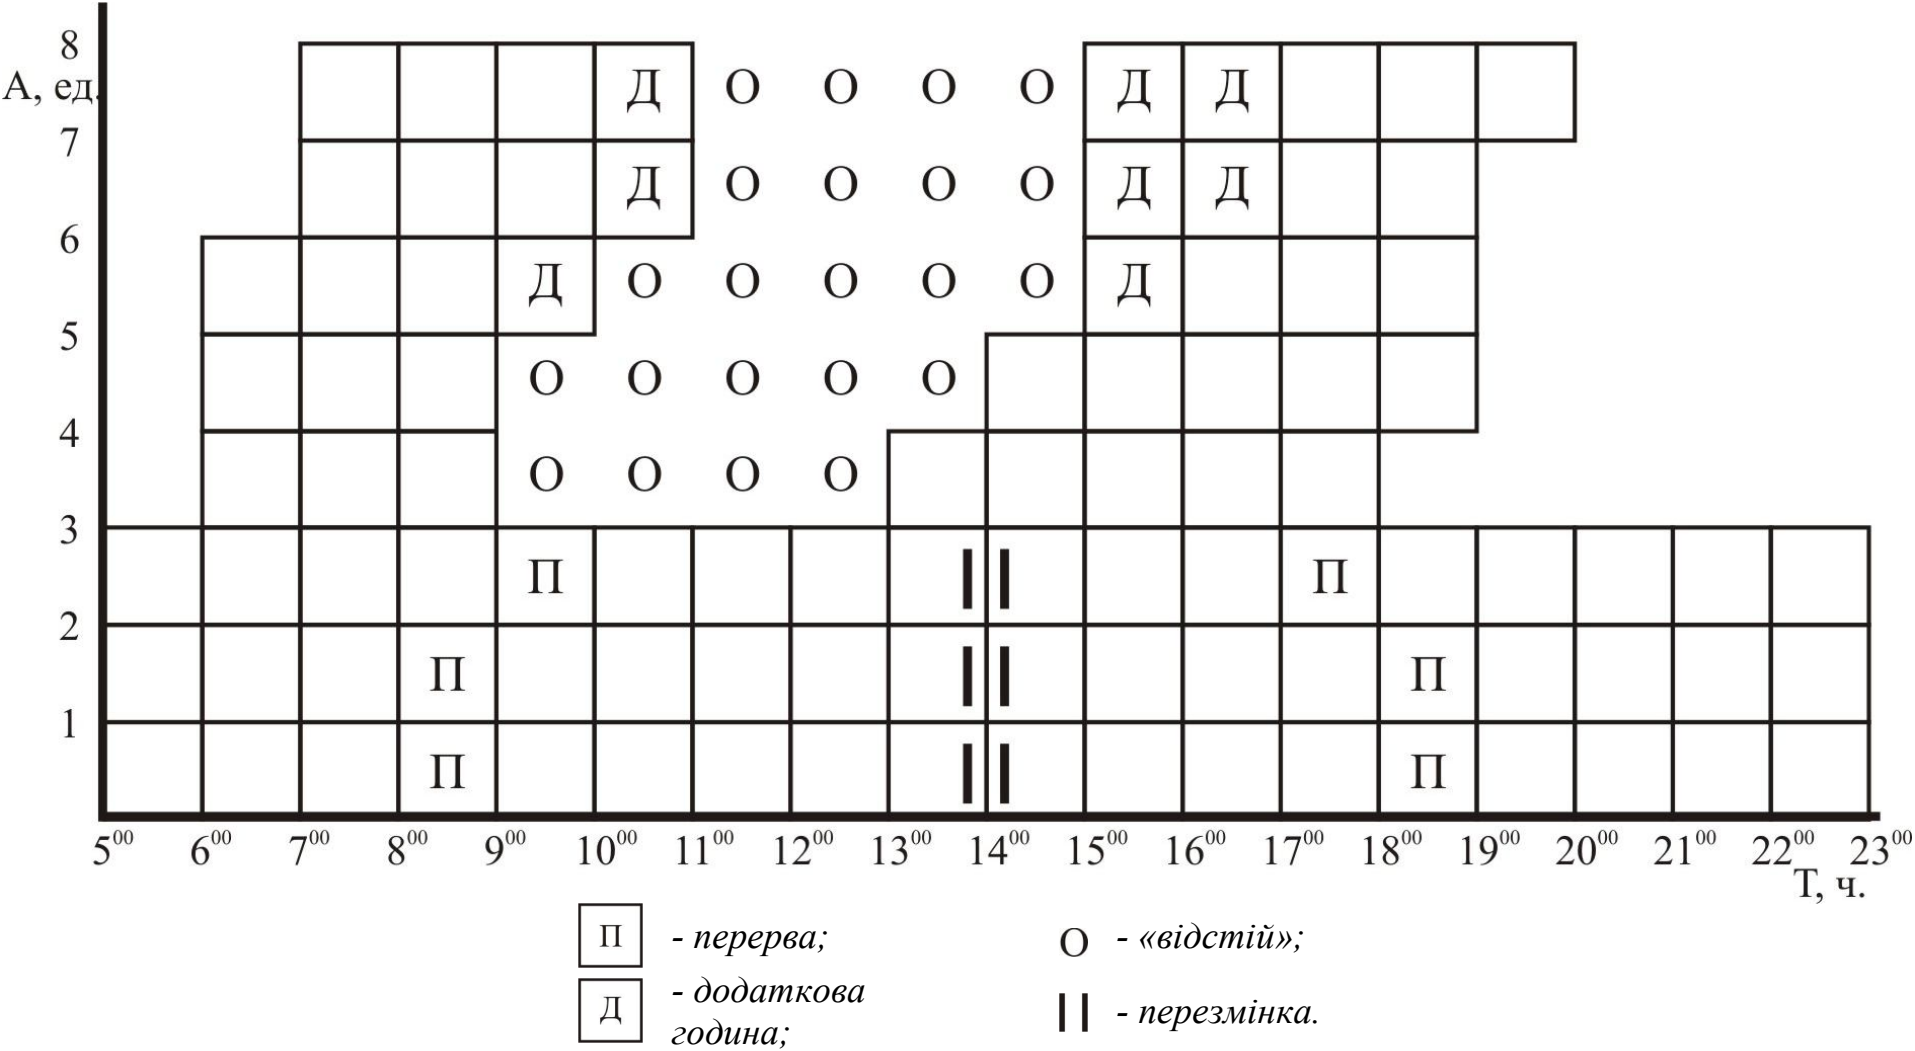 8
А, ед.
Д О О О О Д Д
7
Д О О О О Д Д
6
Д О О О О О Д
5
О О О О О
4
О О О О
3
П П
2
П П
1
П П
5⁰⁰ 6⁰⁰ 7⁰⁰ 8⁰⁰ 9⁰⁰ 10⁰⁰ 11⁰⁰ 12⁰⁰ 13⁰⁰ 14⁰⁰ 15⁰⁰ 16⁰⁰ 17⁰⁰ 18⁰⁰ 19⁰⁰ 20⁰⁰ 21⁰⁰ 22⁰⁰ 23⁰⁰
Т, ч.
П - перерва;
О - «відстій»;
Д - додаткова
година;
- перезмінка.